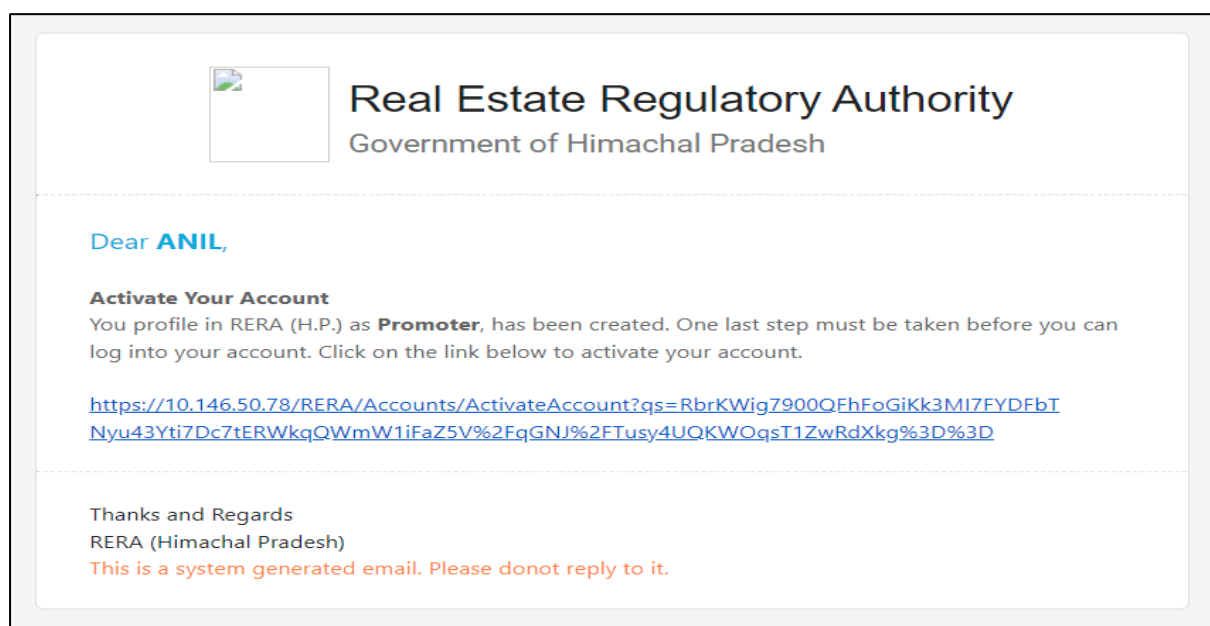 Real Estate Regulatory Authority
Government of Himachal Pradesh
Dear ANIL,
Activate Your Account
You profile in RERA (H.P.) as Promoter, has been created. One last step must be taken before you can
log into your account. Click on the link below to activate your account.
https://10.146.50.78/RERA/Accounts/ActivateAccount?qs=RbrKWig7900QFhFoGiKk3MI7FYDFbT
Nyu43Yti7Dc7tERWkqQWmW1iFaZ5V%2FqGNJ%2FTusy4UQKWOqsT1ZwRdXkg%3D%3D
Thanks and Regards
RERA (Himachal Pradesh)
This is a system generated email. Please donot reply to it.